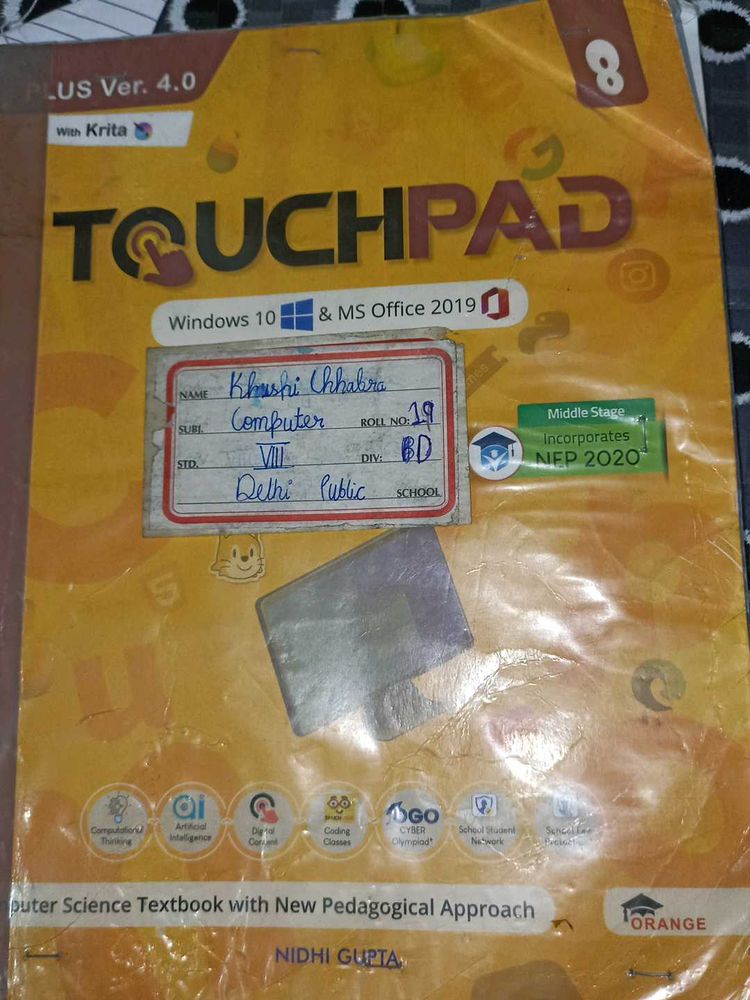 PLUS Ver. 4.0
8
With Krita
TOUCHPAD
Windows 10 & MS Office 2019
NAME Khushi Chhabra
SUBJ. Computer ROLL NO: 19
STD. VIII DIV: D
Delhi Public SCHOOL
Middle Stage
Incorporates
NEP 2020
Computational Thinking
ai Artificial Intelligence
Digital Content
Coding Classes
OGO CYBER Olympiad*
School Student Network
puter Science Textbook with New Pedagogical Approach
ORANGE
NIDHI GUPTA